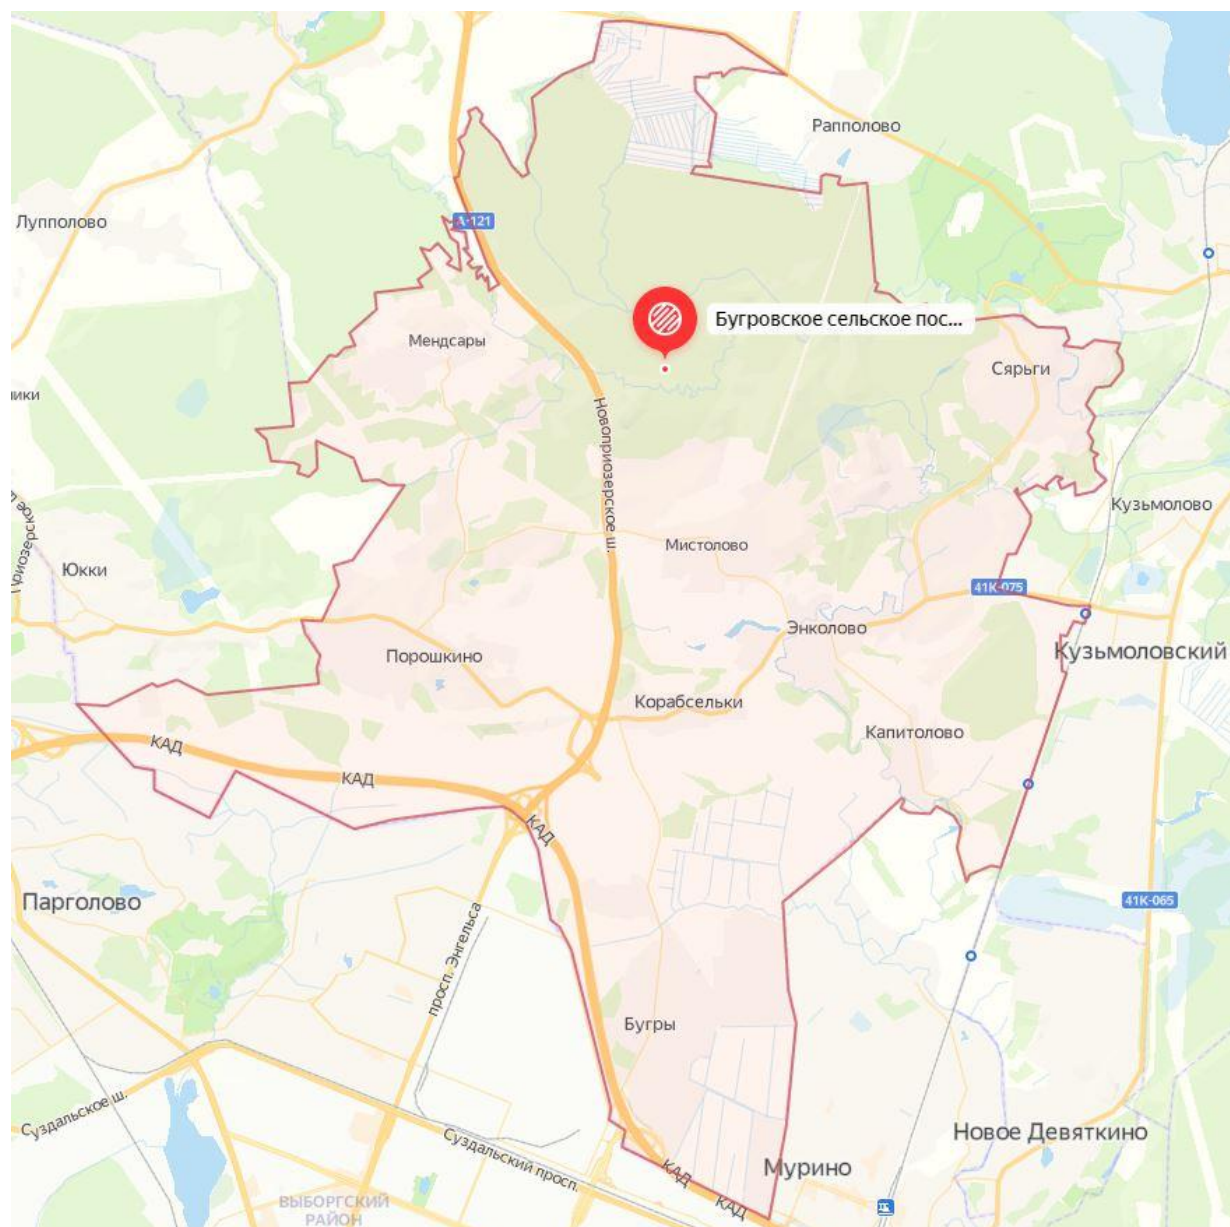 Рапполово
Лупполово
А-121
Бугровское сельское пос...
Мендсары
Сярьги
ики
Новоприозерское ш.
Кузьмолово
Приозерское
Мистолово
Юкки
41К-075
Энколово
Порошкино
Кузьмоловский
Корабсельки
Капитолово
КАД
КАД
КАД
Парголово
41К-065
просп. Энгельса
Бугры
Суздальское ш.
Новое Девяткино
Суздальский просп.
Мурино
КАД
КАД
ВЫБОРГСКИЙ
РАЙОН